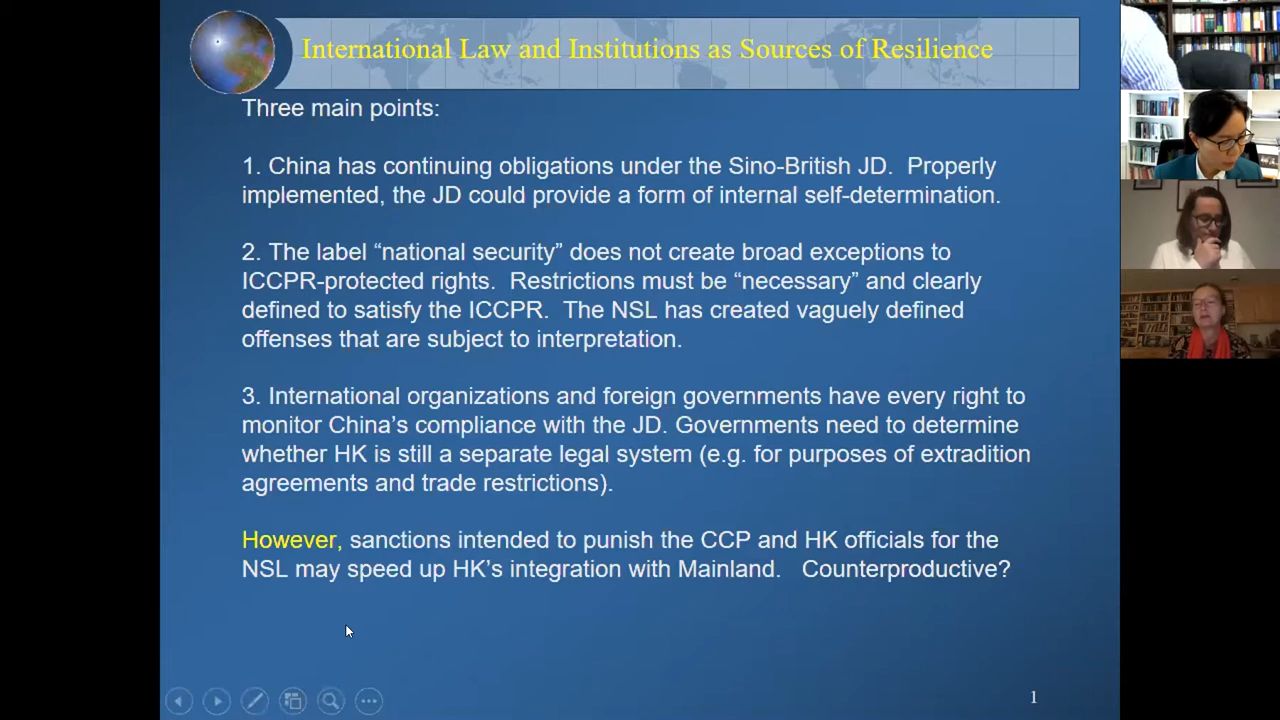 International Law and Institutions as Sources of Resilience
Three main points:
1. China has continuing obligations under the Sino-British JD. Properly
implemented, the JD could provide a form of internal self-determination.
2. The label “national security” does not create broad exceptions to
ICCPR-protected rights. Restrictions must be “necessary” and clearly
defined to satisfy the ICCPR. The NSL has created vaguely defined
offenses that are subject to interpretation.
3. International organizations and foreign governments have every right to
monitor China’s compliance with the JD. Governments need to determine
whether HK is still a separate legal system (e.g. for purposes of extradition
agreements and trade restrictions).
However, sanctions intended to punish the CCP and HK officials for the
NSL may speed up HK’s integration with Mainland. Counterproductive?
1